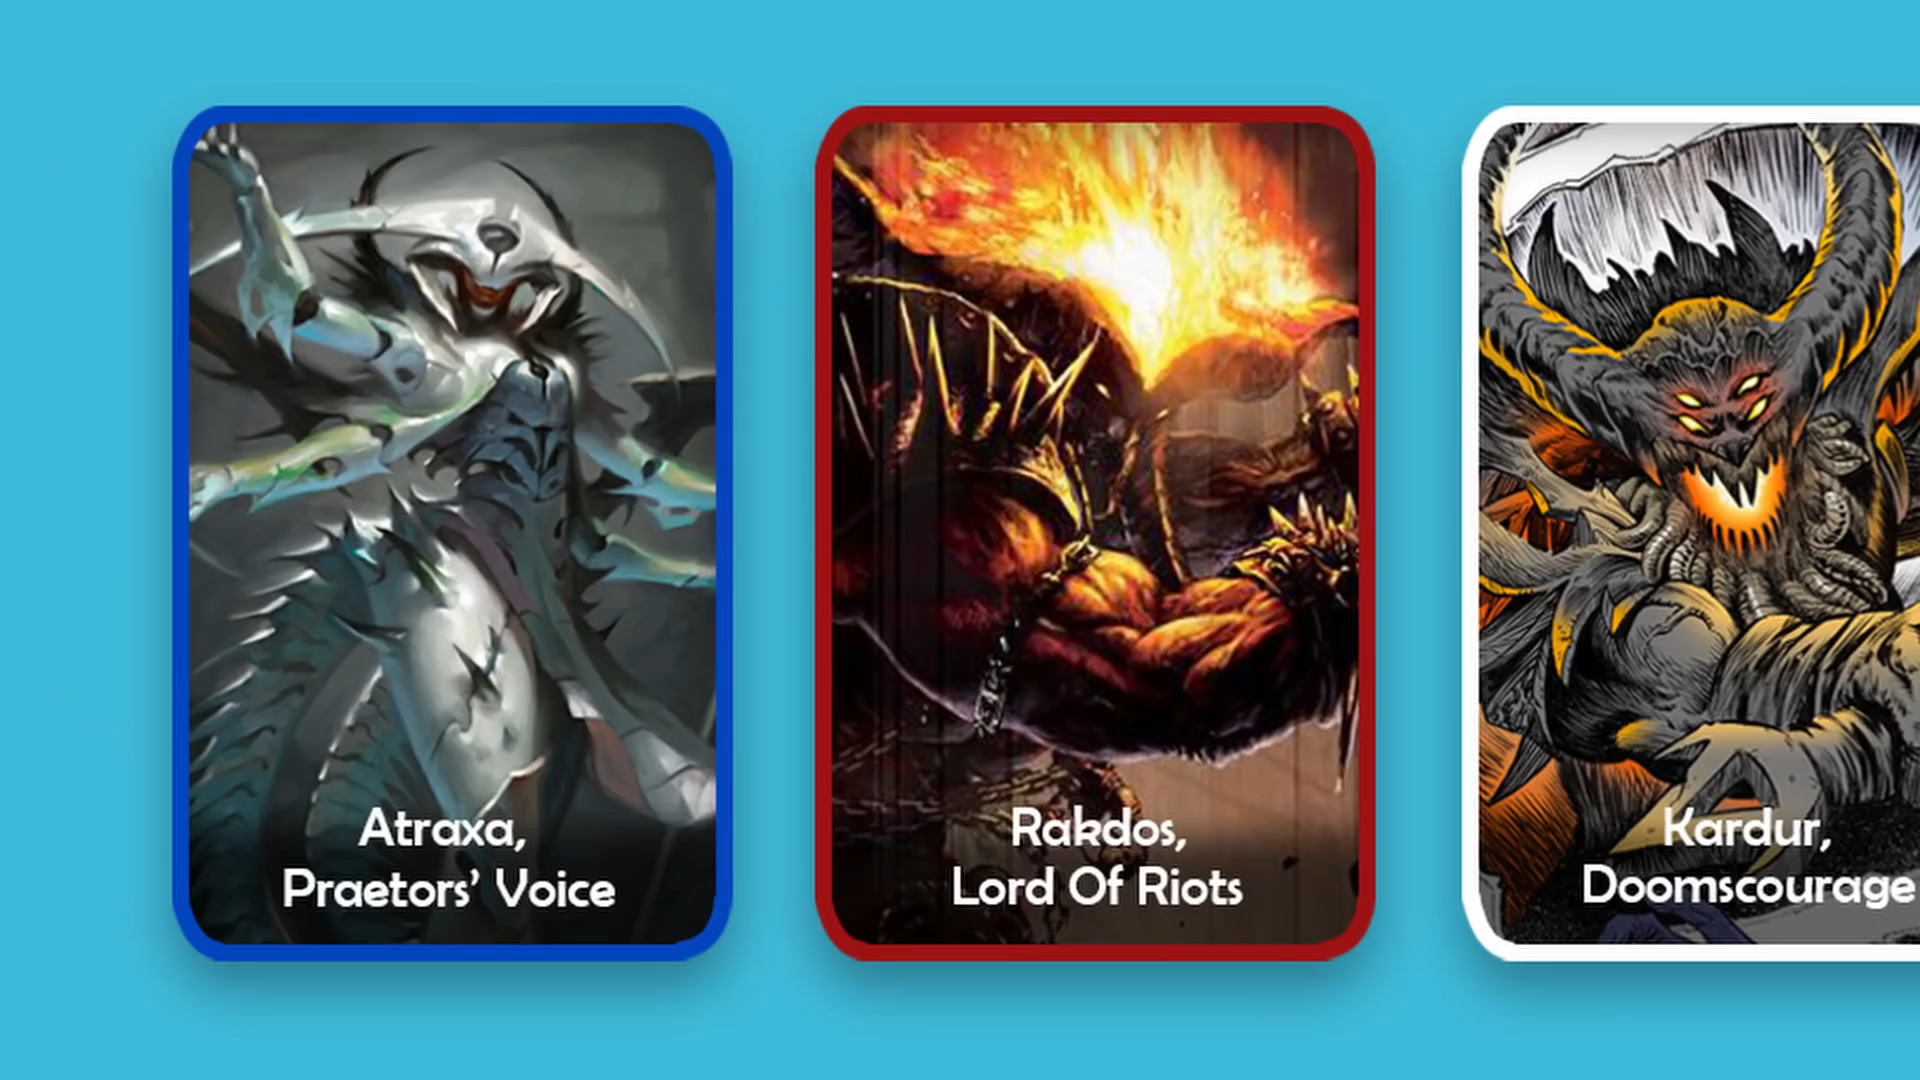 Atraxa,
Praetors’ Voice
Rakdos,
Lord Of Riots
Kardur,
Doomscourage